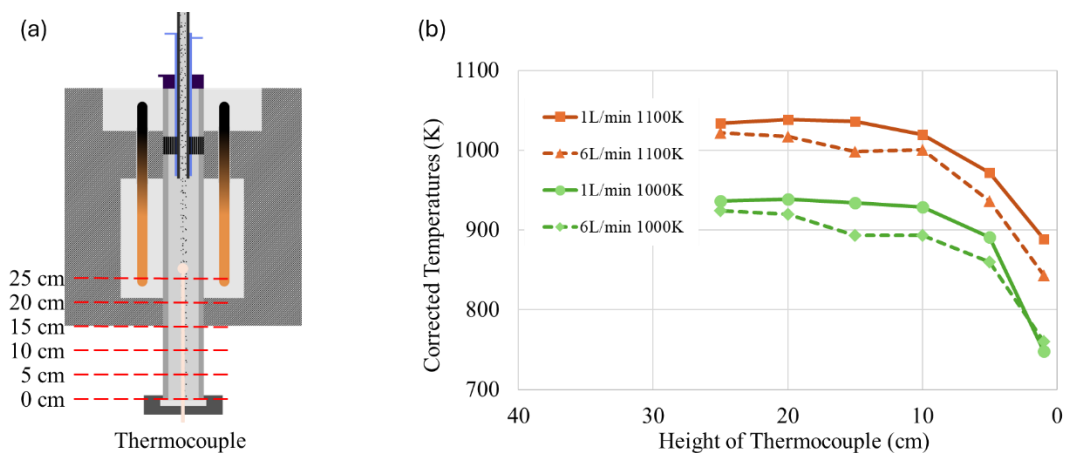 (a)
25 cm
20 cm
15 cm
10 cm
5 cm
0 cm
Thermocouple
(b)
Corrected Temperatures (K)
1100
1000
900
800
700
1L/min 1100K
6L/min 1100K
1L/min 1000K
6L/min 1000K
40
30
20
10
0
Height of Thermocouple (cm)